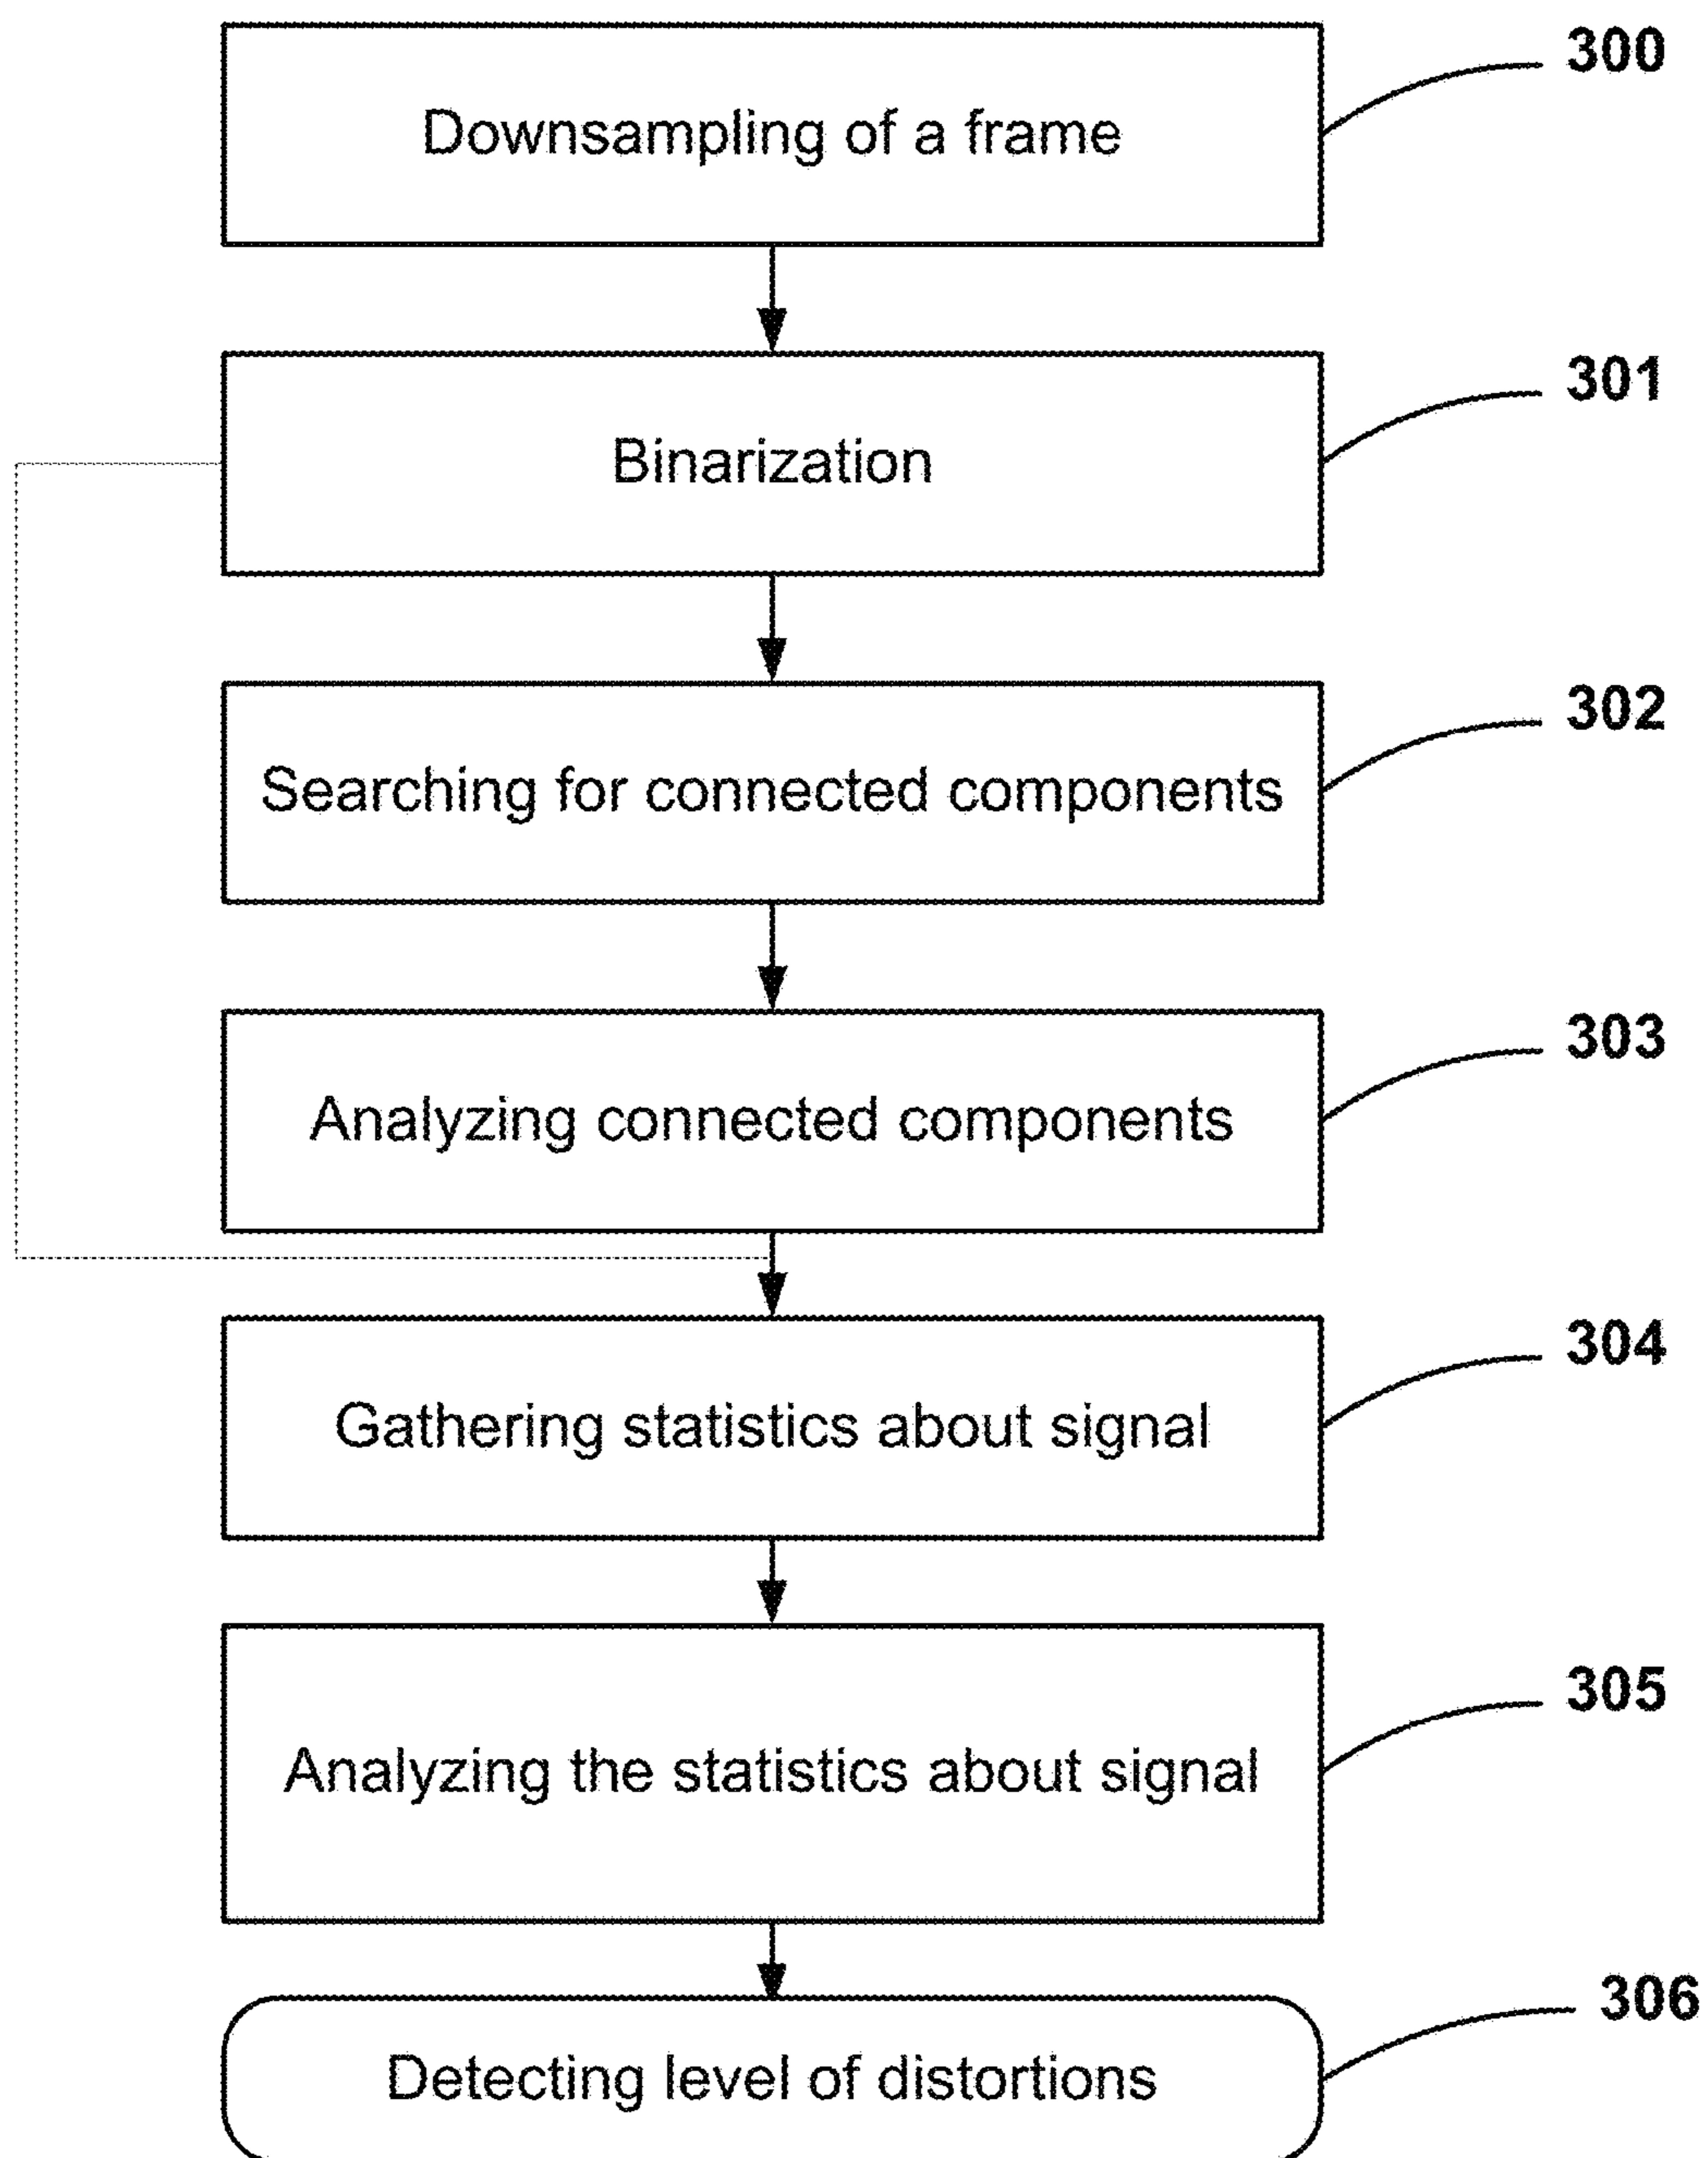 Downsampling of a frame
300
Binarization
301
Searching for connected components
302
Analyzing connected components
303
Gathering statistics about signal
304
Analyzing the statistics about signal
305
Detecting level of distortions
306